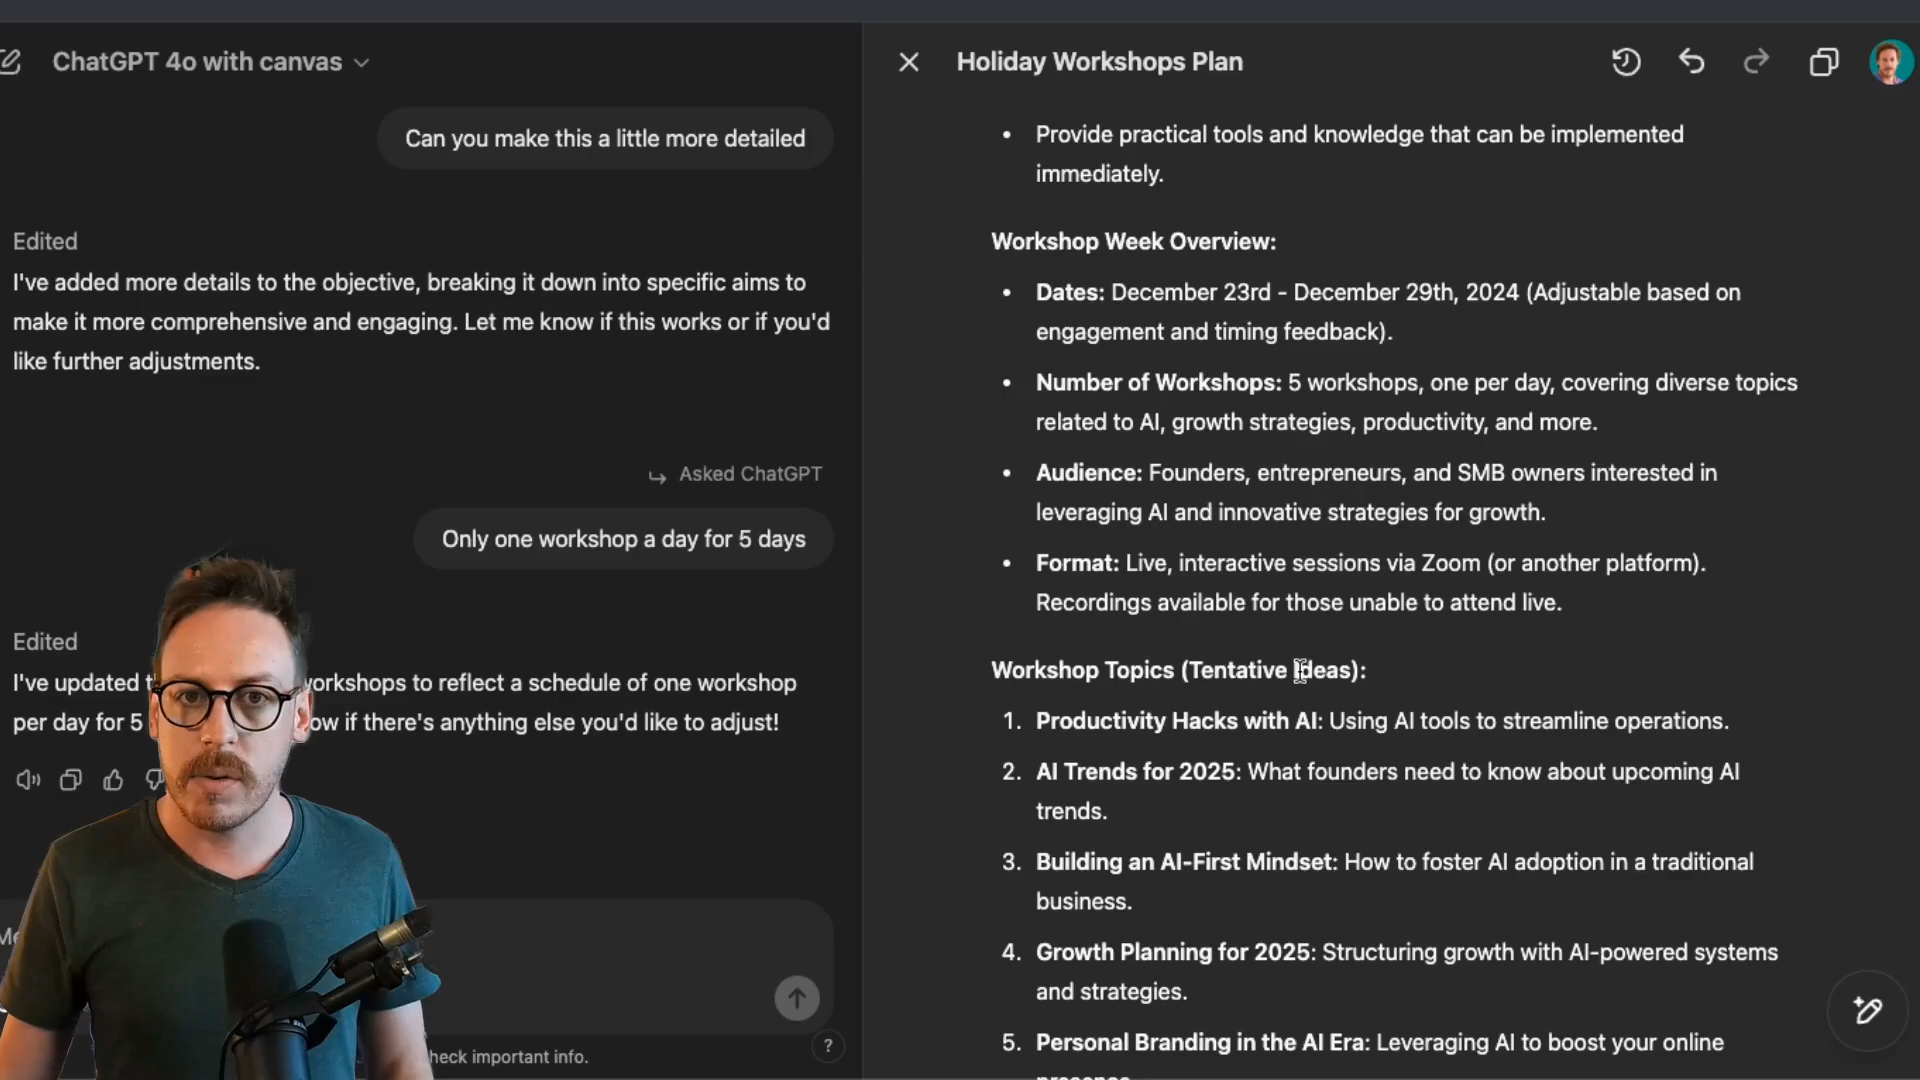 ChatGPT 4o with canvas
Can you make this a little more detailed
Edited
I've added more details to the objective, breaking it down into specific aims to
make it more comprehensive and engaging. Let me know if this works or if you'd
like further adjustments.
Asked ChatGPT
Only one workshop a day for 5 days
Edited
I've updated workshops to reflect a schedule of one workshop
per day for 5 if there's anything else you'd like to adjust!
important info.
?
Holiday Workshops Plan
• Provide practical tools and knowledge that can be implemented
immediately.
Workshop Week Overview:
• Dates: December 23rd - December 29th, 2024 (Adjustable based on
engagement and timing feedback).
• Number of Workshops: 5 workshops, one per day, covering diverse topics
related to AI, growth strategies, productivity, and more.
• Audience: Founders, entrepreneurs, and SMB owners interested in
leveraging AI and innovative strategies for growth.
• Format: Live, interactive sessions via Zoom (or another platform).
Recordings available for those unable to attend live.
Workshop Topics (Tentative Ideas):
1. Productivity Hacks with AI: Using AI tools to streamline operations.
2. AI Trends for 2025: What founders need to know about upcoming AI
trends.
3. Building an AI-First Mindset: How to foster AI adoption in a traditional
business.
4. Growth Planning for 2025: Structuring growth with AI-powered systems
and strategies.
5. Personal Branding in the AI Era: Leveraging AI to boost your online